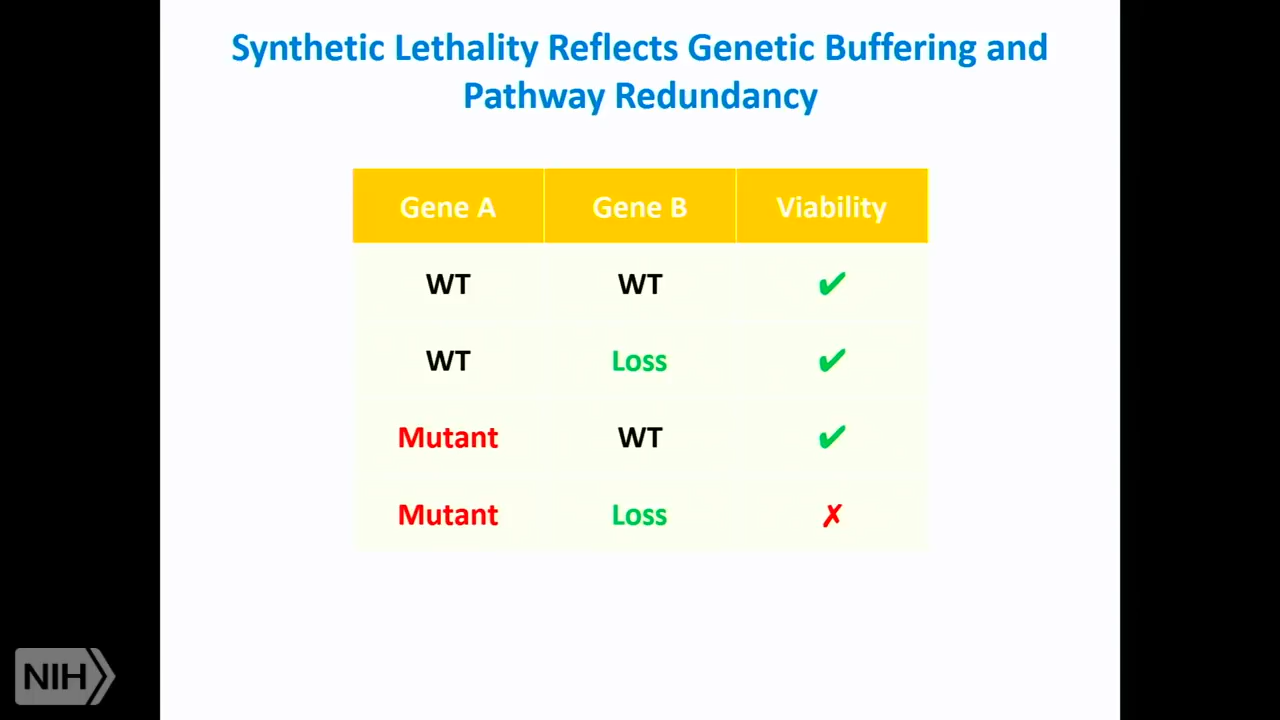 Synthetic Lethality Reflects Genetic Buffering and
Pathway Redundancy
Gene A Gene B Viability
WT WT ✔
WT Loss ✔
Mutant WT ✔
Mutant Loss ✗
NIH